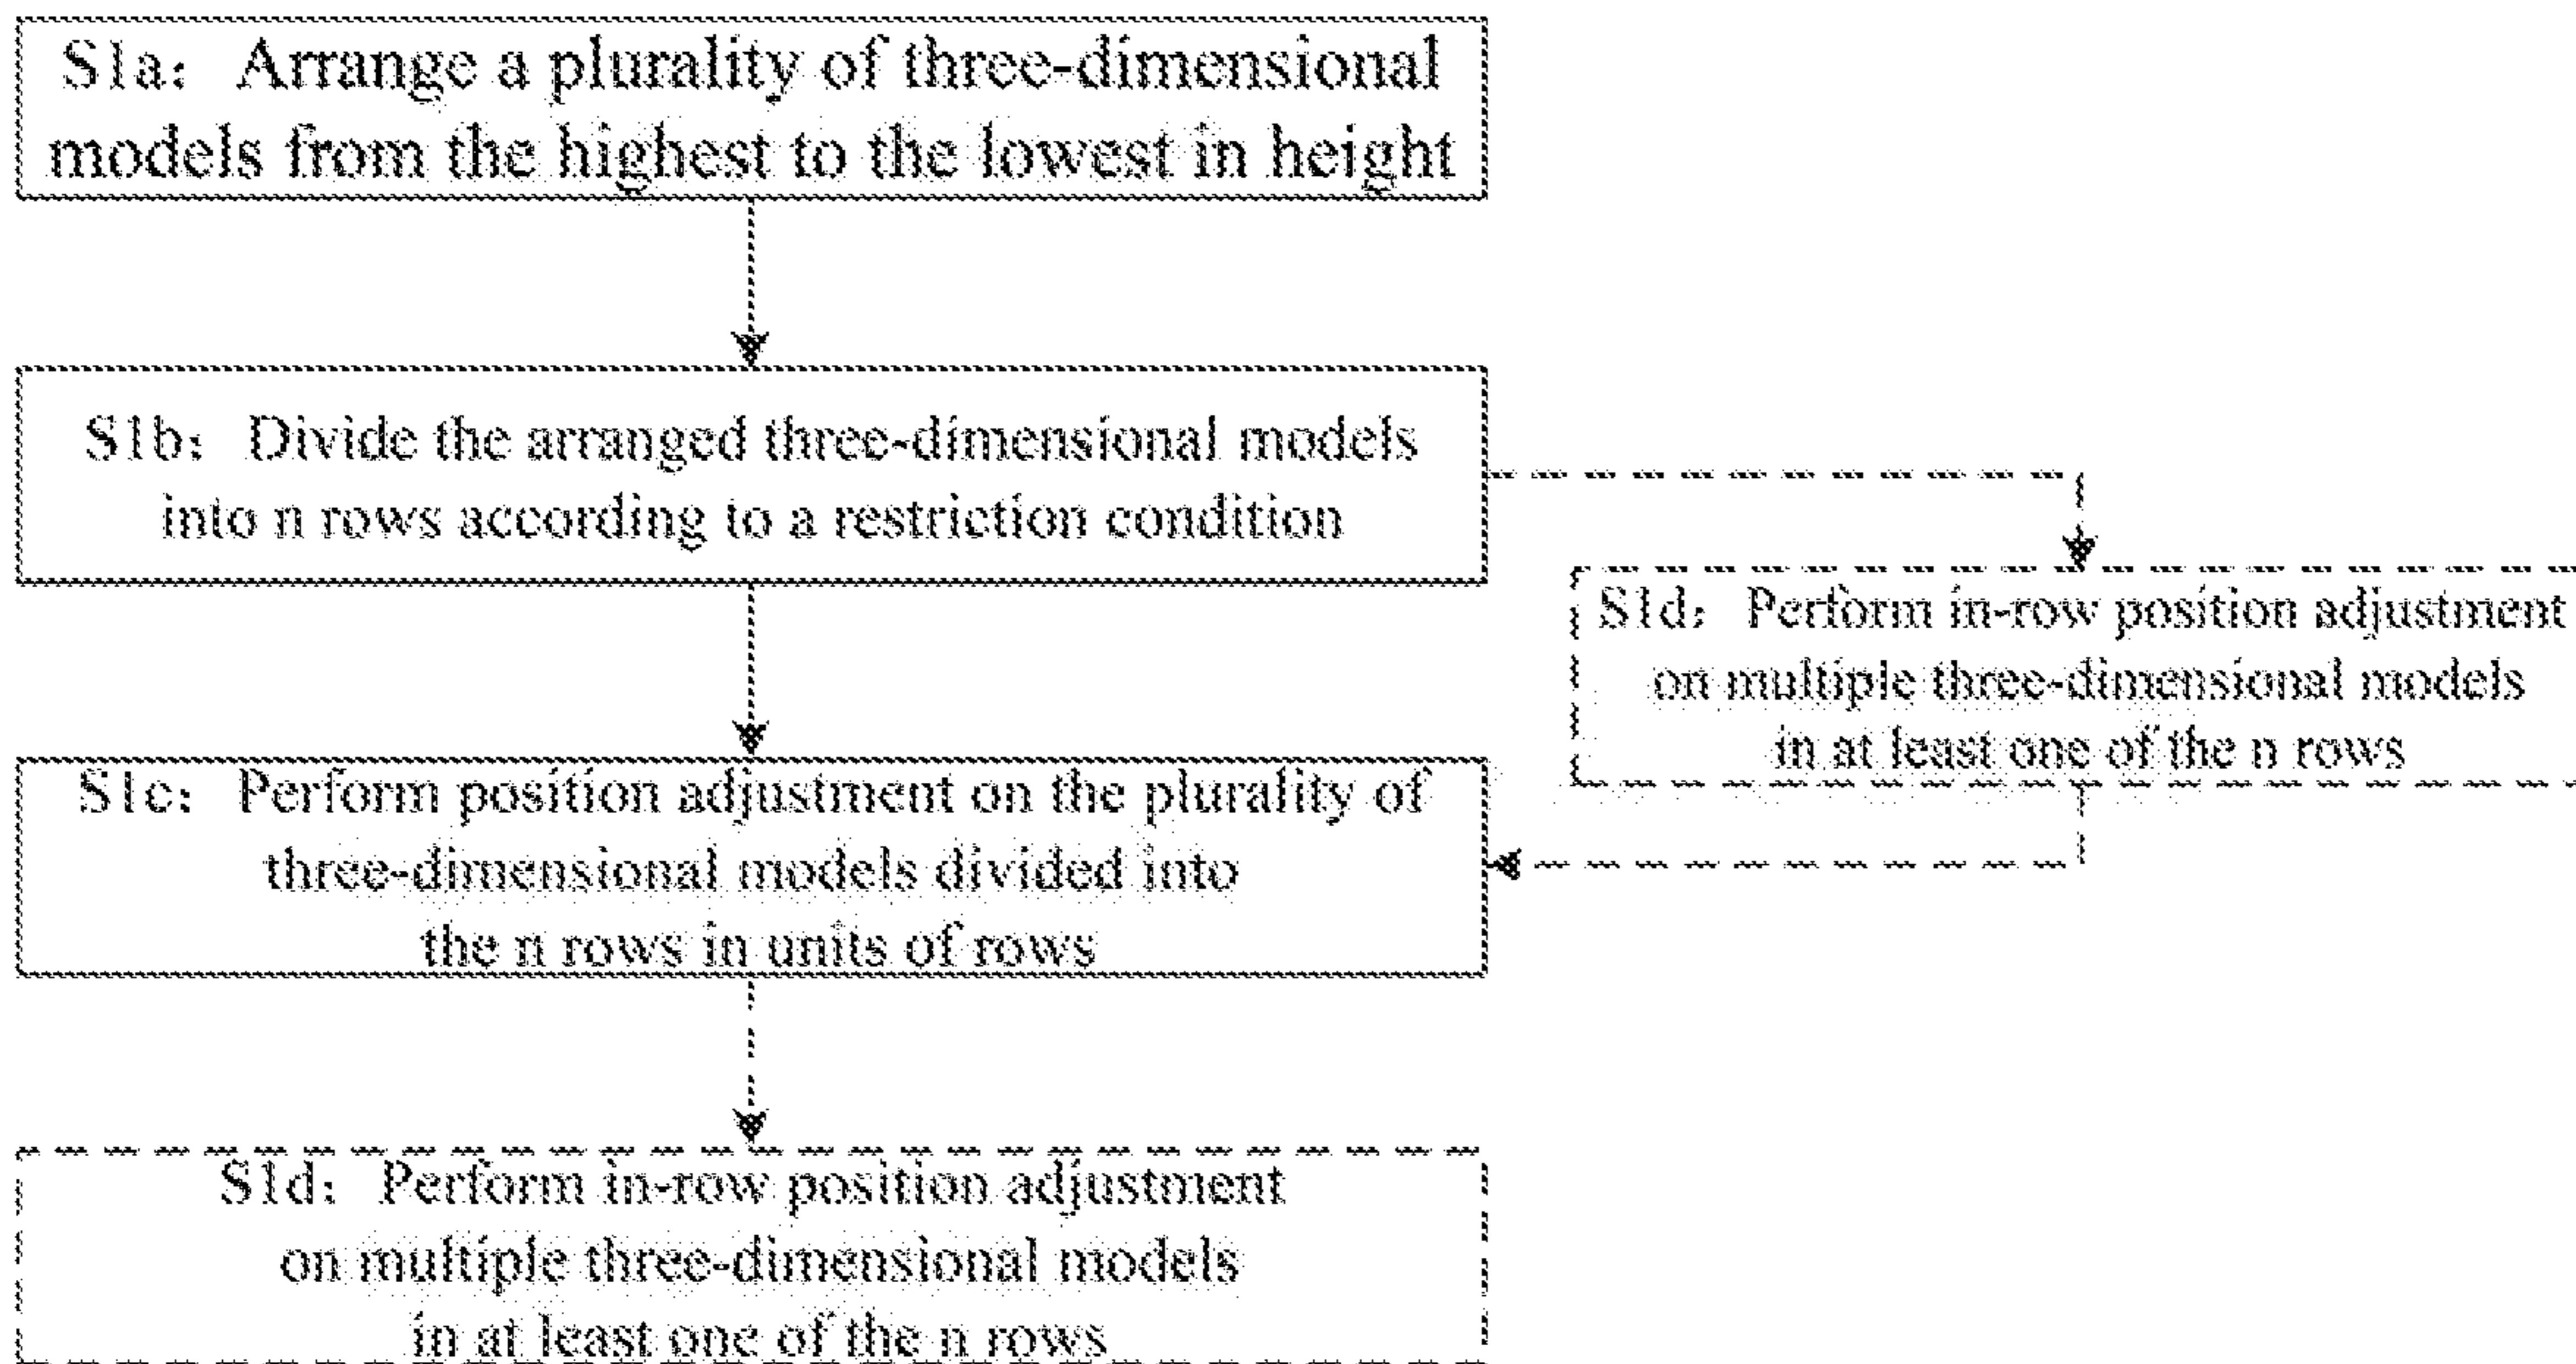 S1a: Arrange a plurality of three-dimensional
models from the highest to the lowest in height
S1b: Divide the arranged three-dimensional models
into n rows according to a restriction condition
S1d: Perform in-row position adjustment
on multiple three-dimensional models
in at least one of the n rows
S1c: Perform position adjustment on the plurality of
three-dimensional models divided into
the n rows in units of rows
S1d: Perform in-row position adjustment
on multiple three-dimensional models
in at least one of the n rows